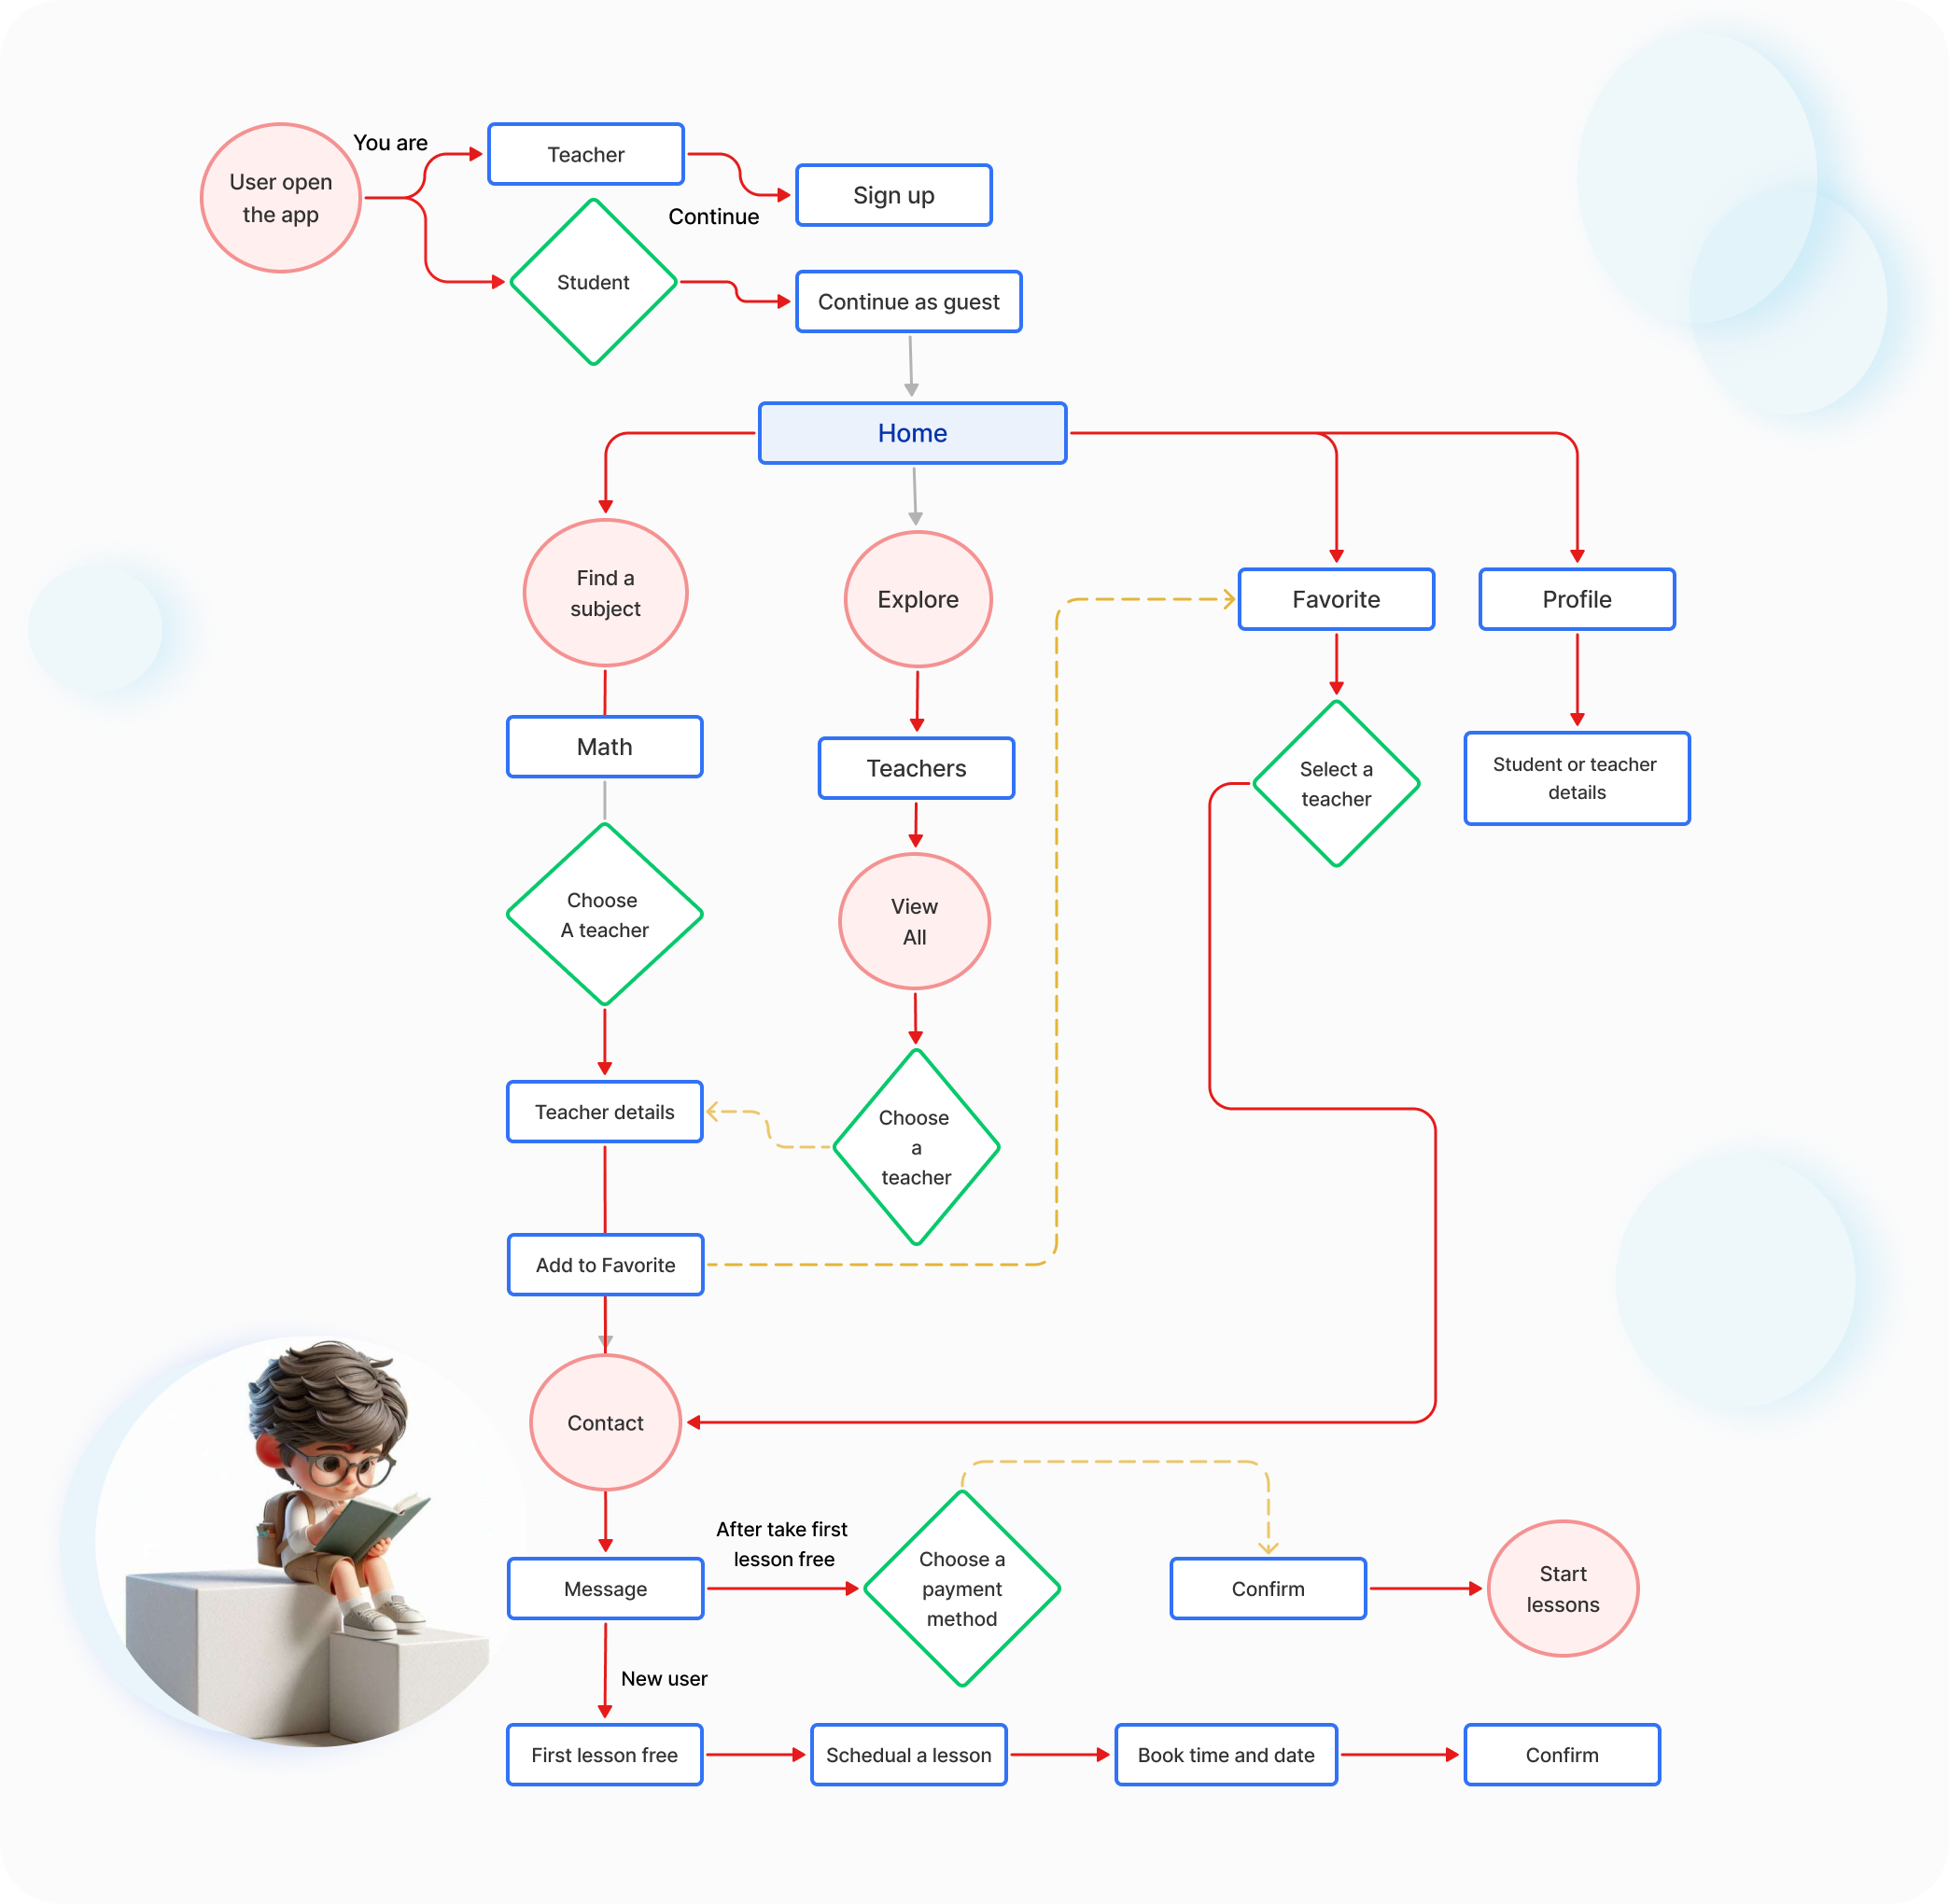 You are
Teacher
User open
the app
Sign up
Continue
Student
Continue as guest
Home
Find a
subject
Explore
Favorite
Profile
Math
Teachers
Select a
teacher
Student or teacher
details
Choose
A teacher
View
All
Teacher details
Choose
a
teacher
Add to Favorite
Contact
After take first
lesson free
Message
Choose a
payment
method
Confirm
Start
lessons
New user
First lesson free
Schedual a lesson
Book time and date
Confirm